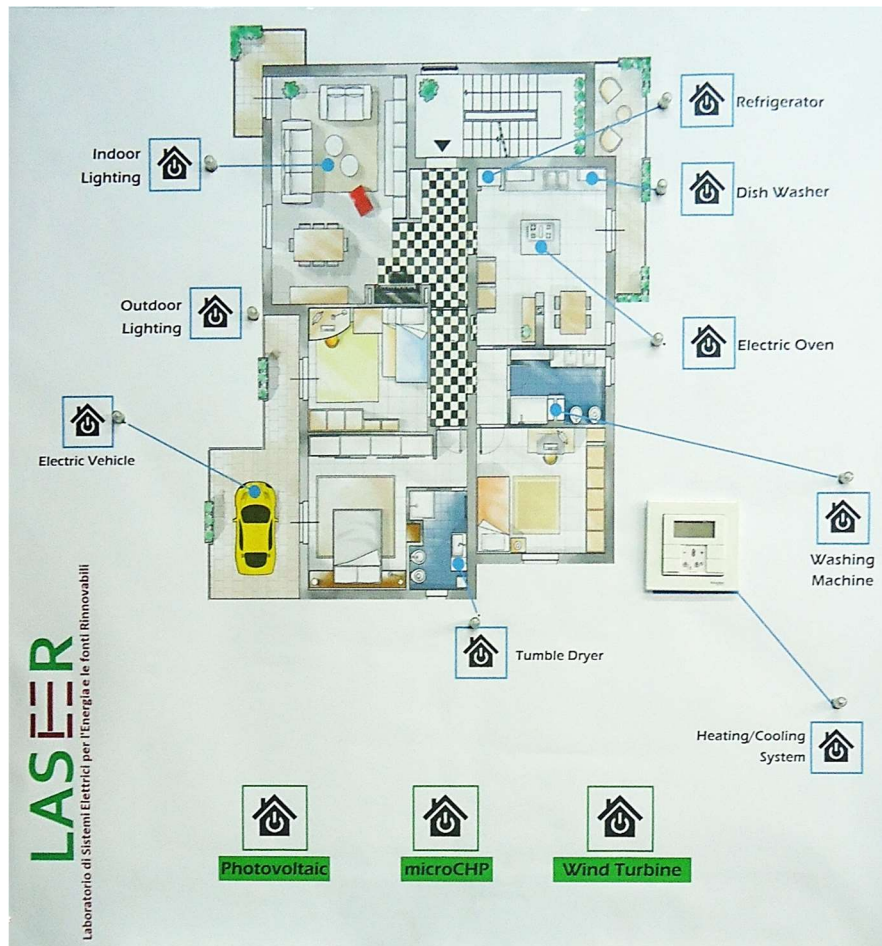 Refrigerator
Indoor
Lighting
Dish Washer
Outdoor
Lighting
Electric Oven
Electric Vehicle
Washing
Machine
Tumble Dryer
Heating/Cooling
System
LASER
Laboratorio di Sistemi Elettrici per l'Energia e le fonti Rinnovabili
Photovoltaic
microCHP
Wind Turbine